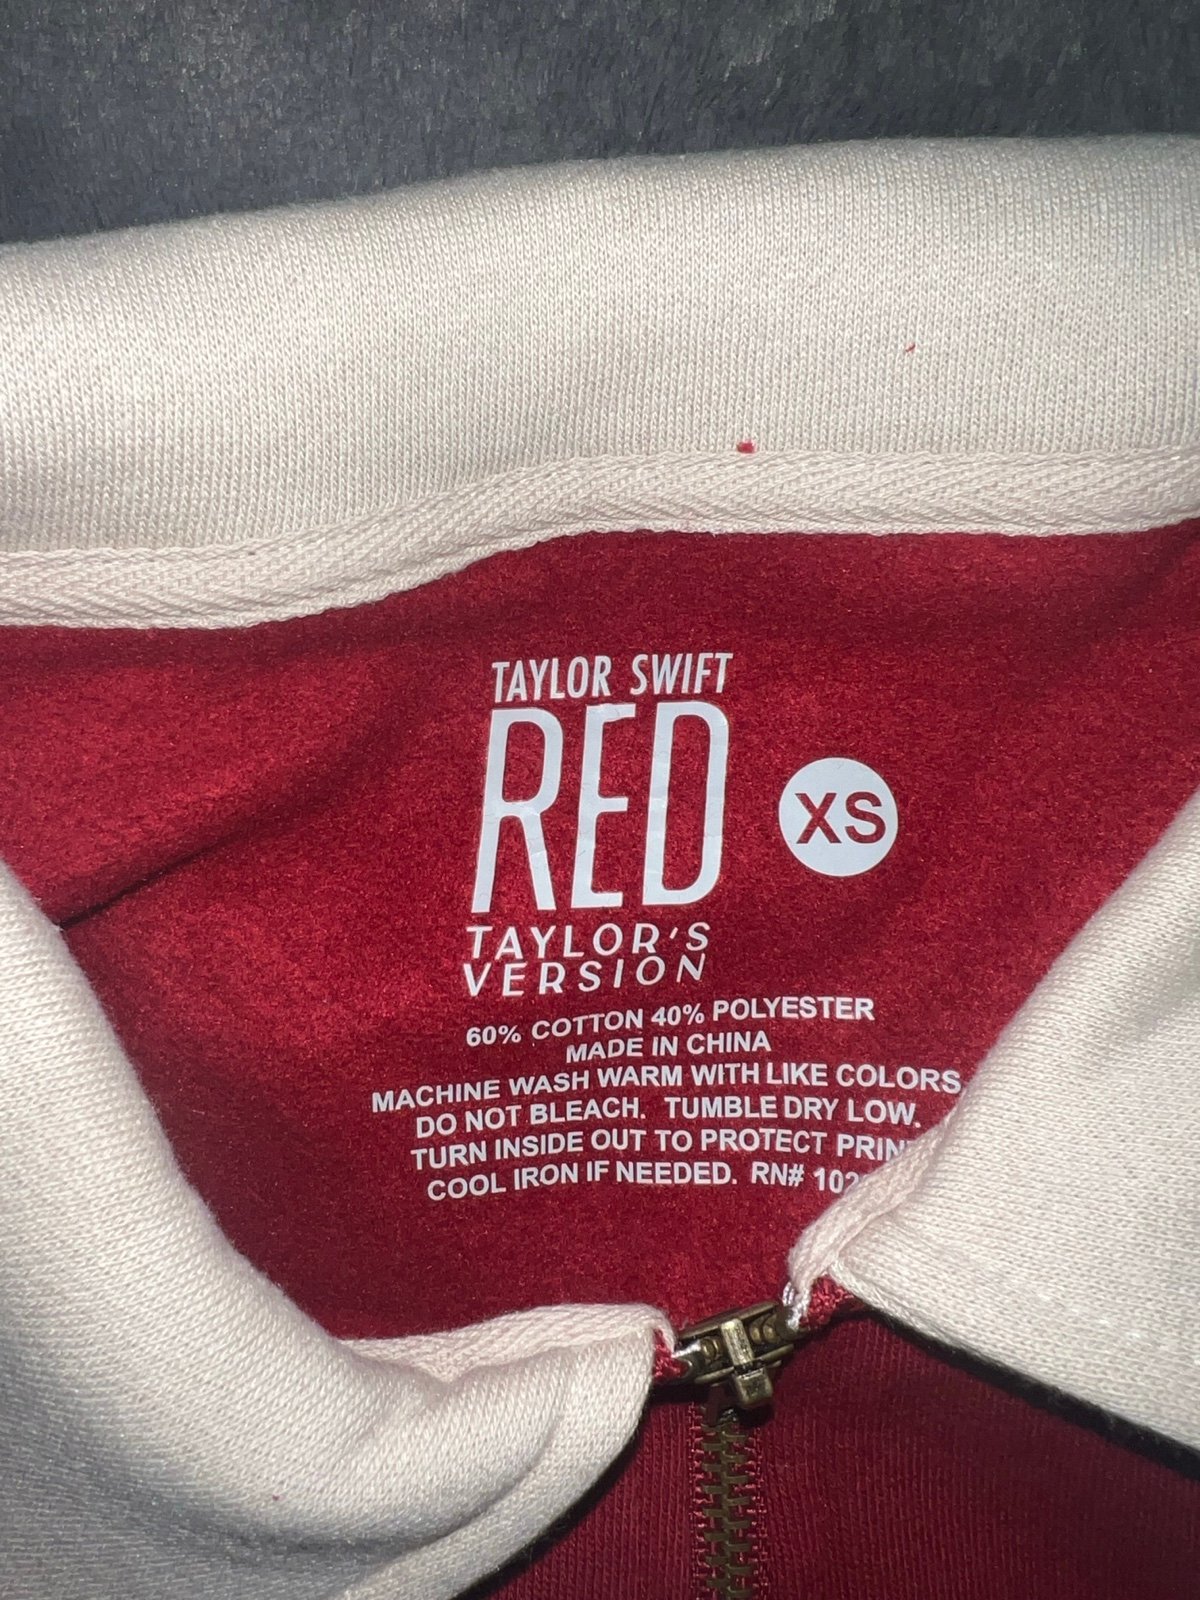 TAYLOR SWIFT
RED
XS
TAYLOR'S
VERSION
60% COTTON 40% POLYESTER
MADE IN CHINA
MACHINE WASH WARM WITH LIKE COLORS
DO NOT BLEACH. TUMBLE DRY LOW.
TURN INSIDE OUT TO PROTECT
COOL IRON IF NEEDED. RN#